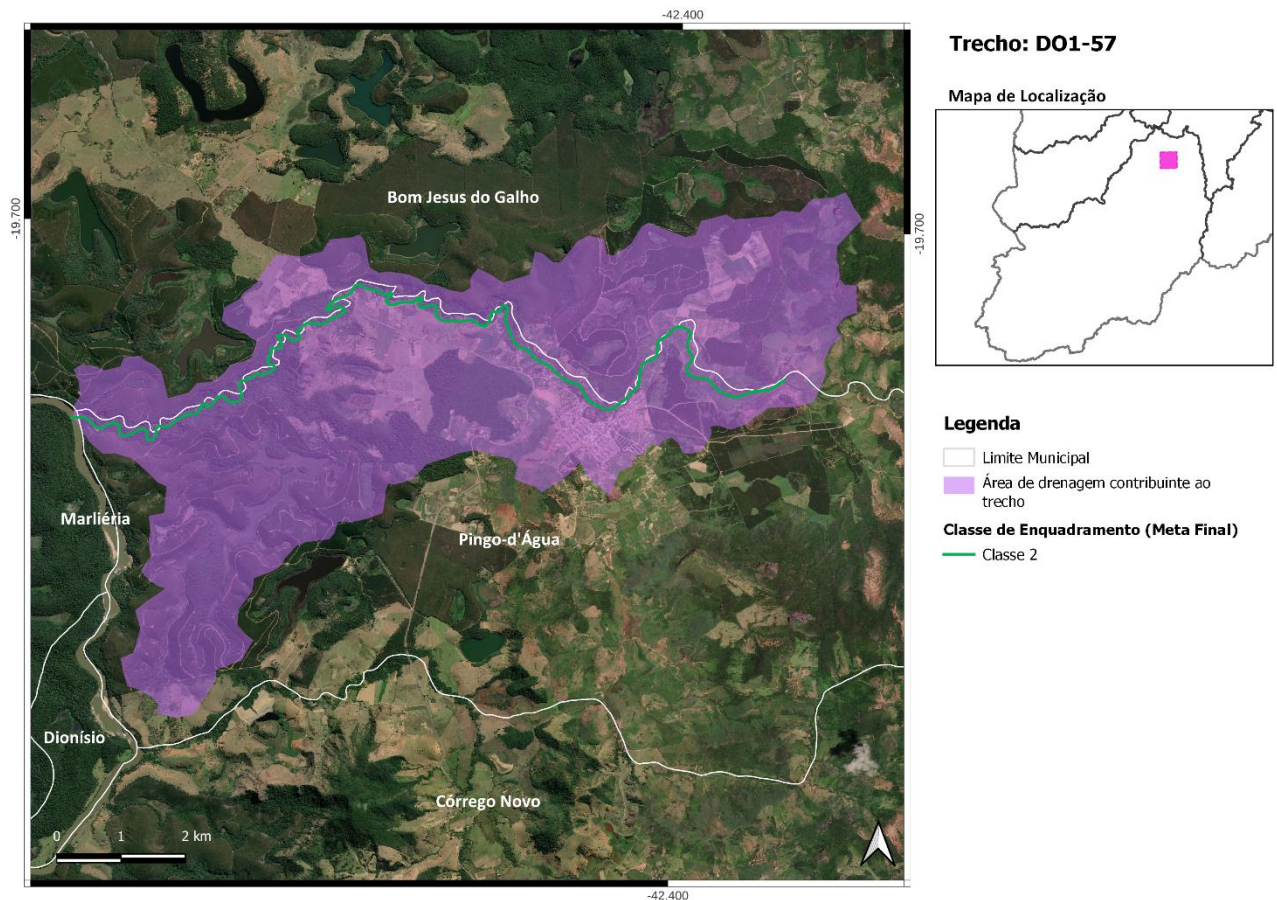 -42.400
Trecho: DO1-57
Mapa de Localização
-19.700
-19.700
Bom Jesus do Galho
Marliéria
Pingo-d'Água
Dionísio
Córrego Novo
0 1 2 km
-42.400
Legenda
Limite Municipal
Área de drenagem contribuinte ao
trecho
Classe de Enquadramento (Meta Final)
Classe 2